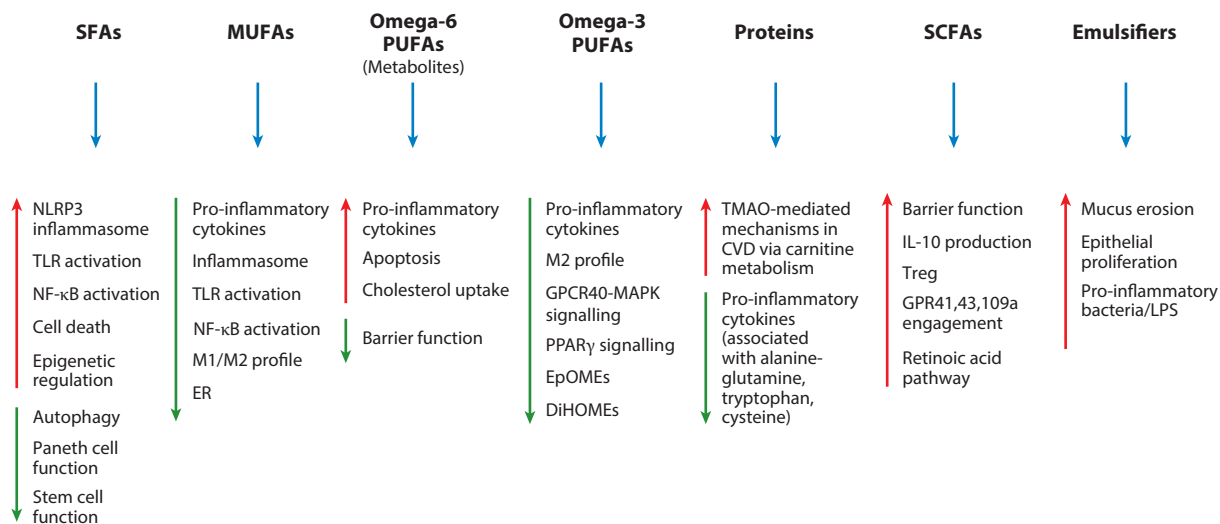 SFAs
MUFAs
Omega-6
PUFAs
(Metabolites)
Omega-3
PUFAs
Proteins
SCFAs
Emulsifiers
NLRP3
inflammasome
TLR activation
NF-κB activation
Cell death
Epigenetic
regulation
Autophagy
Paneth cell
function
Stem cell
function
Pro-inflammatory
cytokines
Inflammasome
TLR activation
NF-κB activation
M1/M2 profile
ER
Pro-inflammatory
cytokines
Apoptosis
Cholesterol uptake
Barrier function
Pro-inflammatory
cytokines
M2 profile
GPCR40-MAPK
signalling
PPARγ signalling
EpOMEs
DiHOMEs
TMAO-mediated
mechanisms in
CVD via carnitine
metabolism
Pro-inflammatory
cytokines
(associated
with alanine-
glutamine,
tryptophan,
cysteine)
Barrier function
IL-10 production
Treg
GPR41,43,109a
engagement
Retinoic acid
pathway
Mucus erosion
Epithelial
proliferation
Pro-inflammatory
bacteria/LPS